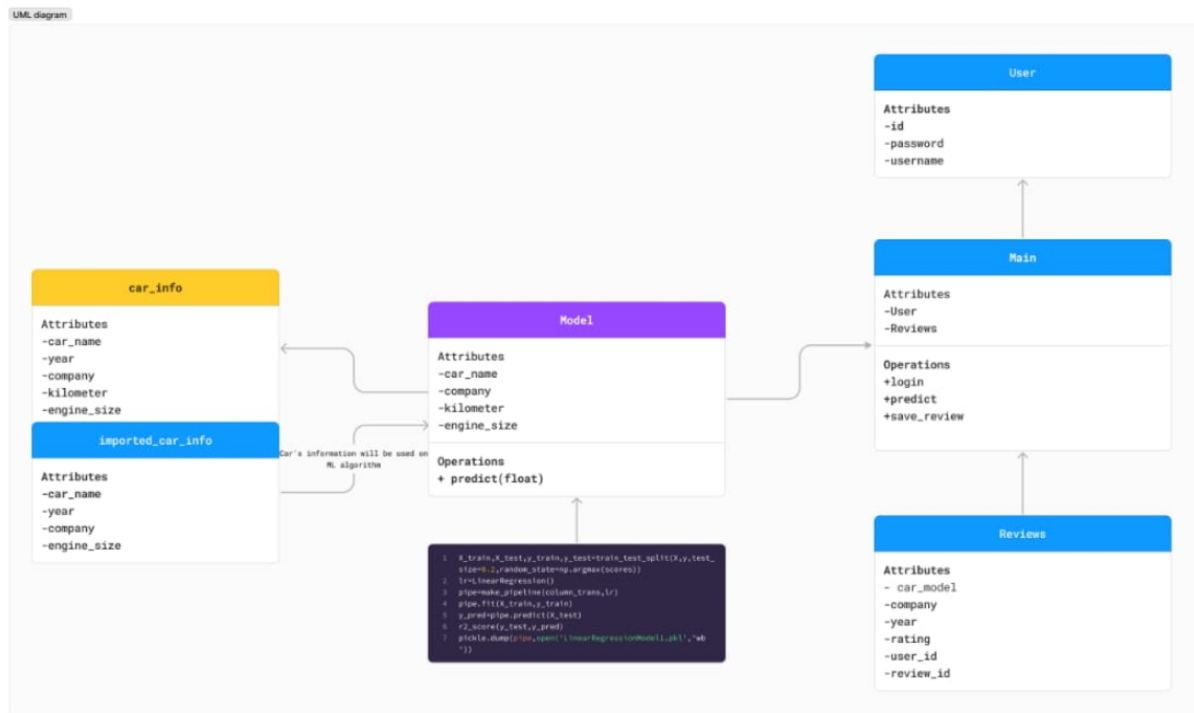 UML diagram
User
Attributes
-id
-password
-username
Main
Attributes
-User
-Reviews
Operations
+login
+predict
+save_review
car_info
Attributes
-car_name
-year
-company
-kilometer
-engine_size
imported_car_info
Attributes
-car_name
-year
-company
-engine_size
Car's information will be used on
ML algorithm
Model
Attributes
-car_name
-company
-kilometer
-engine_size
Operations
+ predict(float)
1 X_train,X_test,y_train,y_test=train_test_split(X,y,test_
size=0.2,random_state=np.argmax(scores))
2 lr=LinearRegression()
3 pipe=make_pipeline(column_trans,lr)
4 pipe.fit(X_train,y_train)
5 y_pred=pipe.predict(X_test)
6 r2_score(y_test,y_pred)
7 pickle.dump(pipe,open('LinearRegressionModel1.pkl','wb
'))
Reviews
Attributes
- car_model
-company
-year
-rating
-user_id
-review_id